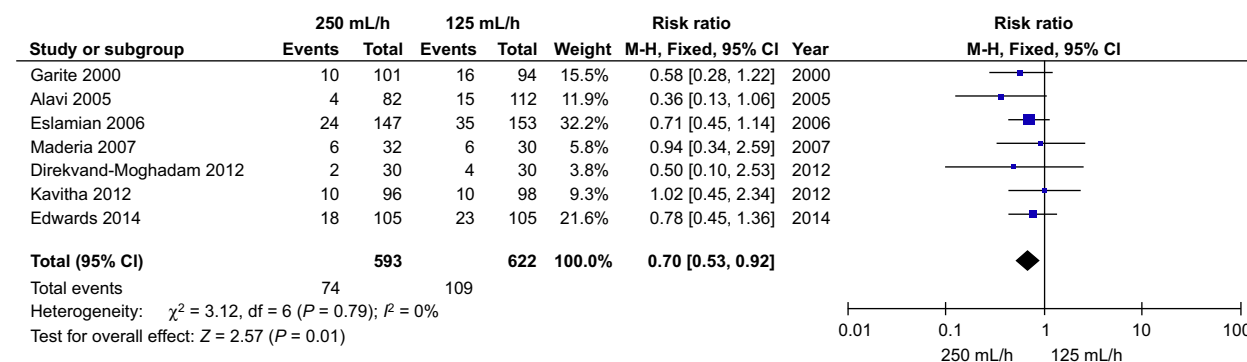 250 mL/h 125 mL/h Risk ratio Risk ratio
Study or subgroup Events Total Events Total Weight M-H, Fixed, 95% CI Year M-H, Fixed, 95% CI
Garite 2000 10 101 16 94 15.5% 0.58 [0.28, 1.22] 2000
Alavi 2005 4 82 15 112 11.9% 0.36 [0.13, 1.06] 2005
Eslamian 2006 24 147 35 153 32.2% 0.71 [0.45, 1.14] 2006
Maderia 2007 6 32 6 30 5.8% 0.94 [0.34, 2.59] 2007
Direkvand-Moghadam 2012 2 30 4 30 3.8% 0.50 [0.10, 2.53] 2012
Kavitha 2012 10 96 10 98 9.3% 1.02 [0.45, 2.34] 2012
Edwards 2014 18 105 23 105 21.6% 0.78 [0.45, 1.36] 2014
Total (95% CI) 593 622 100.0% 0.70 [0.53, 0.92]
Total events 74 109
Heterogeneity: χ² = 3.12, df = 6 (P = 0.79); I² = 0%
Test for overall effect: Z = 2.57 (P = 0.01)
0.01 0.1 1 10 100
250 mL/h 125 mL/h